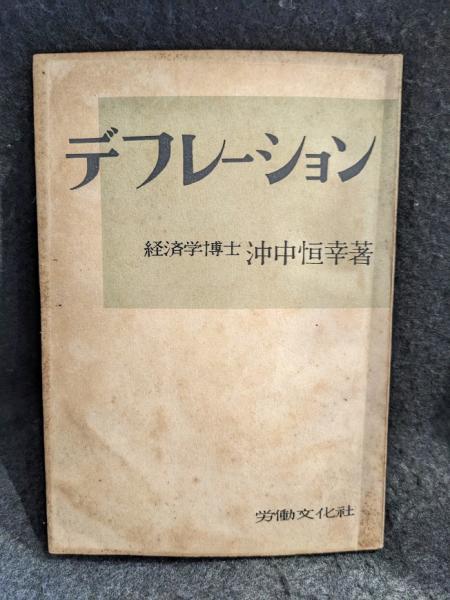 デフレーション
経済学博士 沖中恒幸著
労働文化社